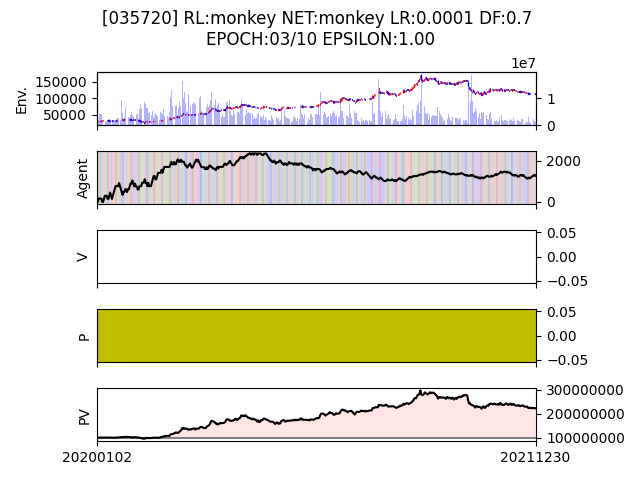 [035720] RL:monkey NET:monkey LR:0.0001 DF:0.7
EPOCH:03/10 EPSILON:1.00
1e7
Env.
150000
100000
50000
1
0
Agent
2000
0
V
0.05
0.00
−0.05
P
0.05
0.00
−0.05
PV
300000000
200000000
100000000
20200102
20211230